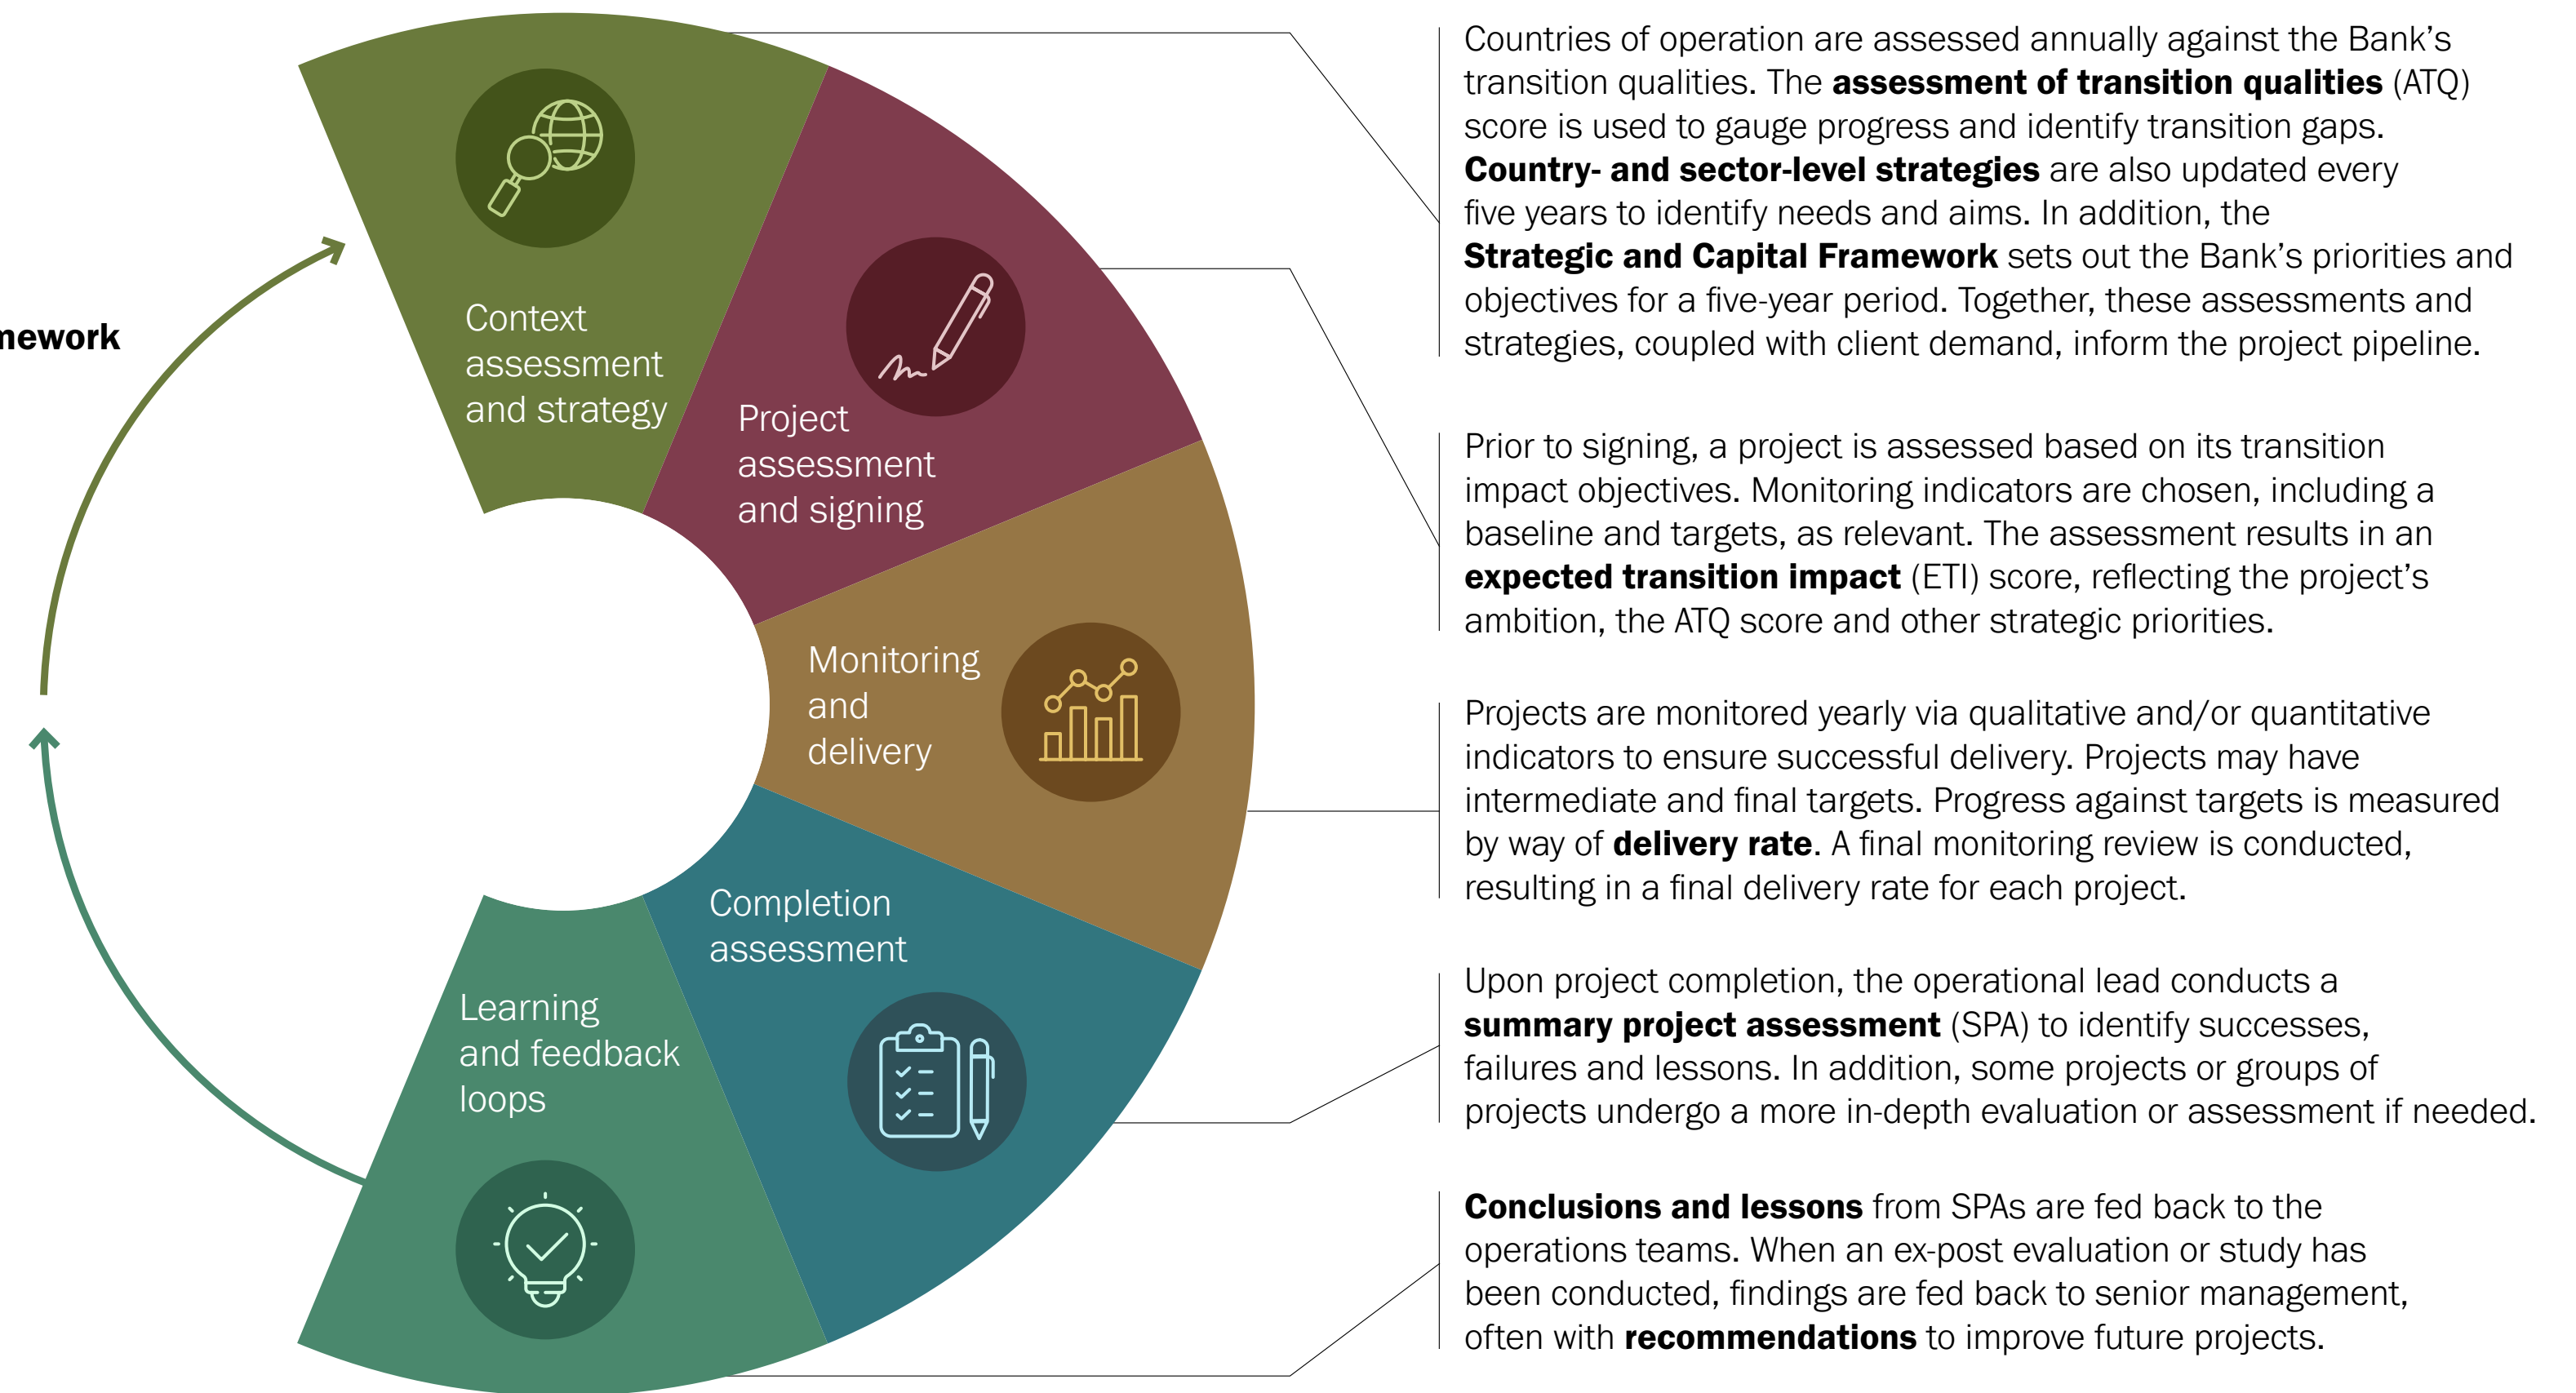 mework
Context
assessment
and strategy
Project
assessment
and signing
Monitoring
and
delivery
Completion
assessment
Learning
and feedback
loops
Countries of operation are assessed annually against the Bank’s
transition qualities. The assessment of transition qualities (ATQ)
score is used to gauge progress and identify transition gaps.
Country- and sector-level strategies are also updated every
five years to identify needs and aims. In addition, the
Strategic and Capital Framework sets out the Bank’s priorities and
objectives for a five-year period. Together, these assessments and
strategies, coupled with client demand, inform the project pipeline.
Prior to signing, a project is assessed based on its transition
impact objectives. Monitoring indicators are chosen, including a
baseline and targets, as relevant. The assessment results in an
expected transition impact (ETI) score, reflecting the project’s
ambition, the ATQ score and other strategic priorities.
Projects are monitored yearly via qualitative and/or quantitative
indicators to ensure successful delivery. Projects may have
intermediate and final targets. Progress against targets is measured
by way of delivery rate. A final monitoring review is conducted,
resulting in a final delivery rate for each project.
Upon project completion, the operational lead conducts a
summary project assessment (SPA) to identify successes,
failures and lessons. In addition, some projects or groups of
projects undergo a more in-depth evaluation or assessment if needed.
Conclusions and lessons from SPAs are fed back to the
operations teams. When an ex-post evaluation or study has
been conducted, findings are fed back to senior management,
often with recommendations to improve future projects.